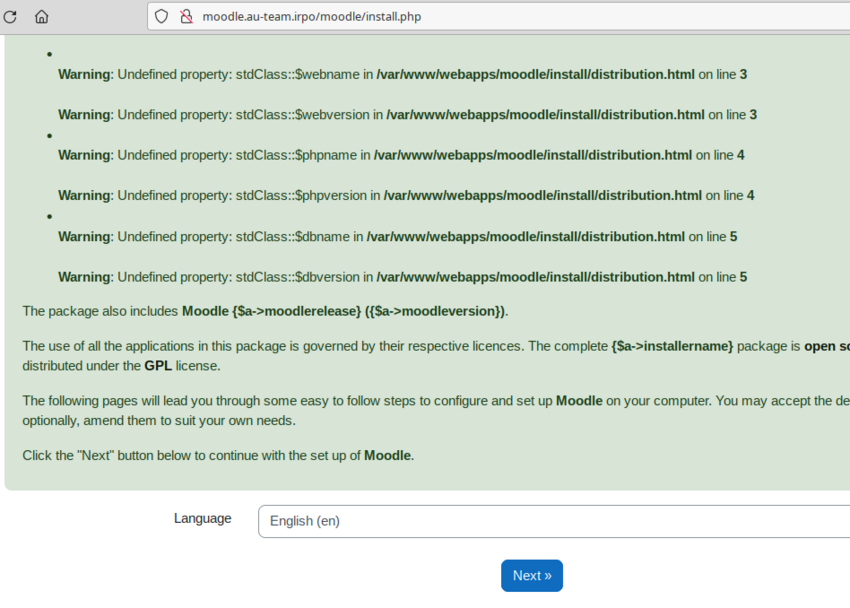 moodle.au-team.irpo/moodle/install.php
Warning: Undefined property: stdClass::$webname in /var/www/webapps/moodle/install/distribution.html on line 3
Warning: Undefined property: stdClass::$webversion in /var/www/webapps/moodle/install/distribution.html on line 3
Warning: Undefined property: stdClass::$phpname in /var/www/webapps/moodle/install/distribution.html on line 4
Warning: Undefined property: stdClass::$phpversion in /var/www/webapps/moodle/install/distribution.html on line 4
Warning: Undefined property: stdClass::$dbname in /var/www/webapps/moodle/install/distribution.html on line 5
Warning: Undefined property: stdClass::$dbversion in /var/www/webapps/moodle/install/distribution.html on line 5
The package also includes Moodle {$a->moodlerelease} ({$a->moodleversion}).
The use of all the applications in this package is governed by their respective licences. The complete {$a->installername} package is open so
distributed under the GPL license.
The following pages will lead you through some easy to follow steps to configure and set up Moodle on your computer. You may accept the de
optionally, amend them to suit your own needs.
Click the "Next" button below to continue with the set up of Moodle.
Language
English (en)
Next »